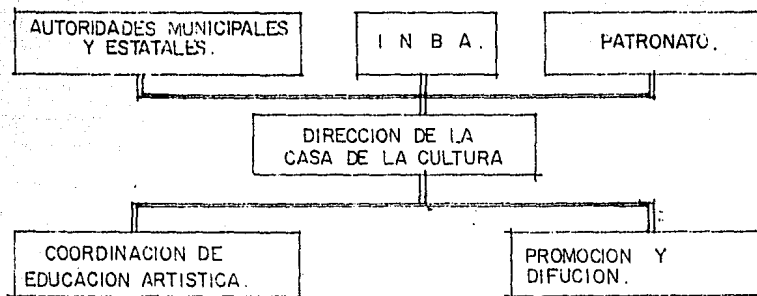 AUTORIDADES MUNICIPALES
Y ESTATALES.
I N B A.
PATRONATO.
DIRECCION DE LA
CASA DE LA CULTURA
COORDINACION DE
EDUCACION ARTISTICA.
PROMOCION Y
DIFUCION.